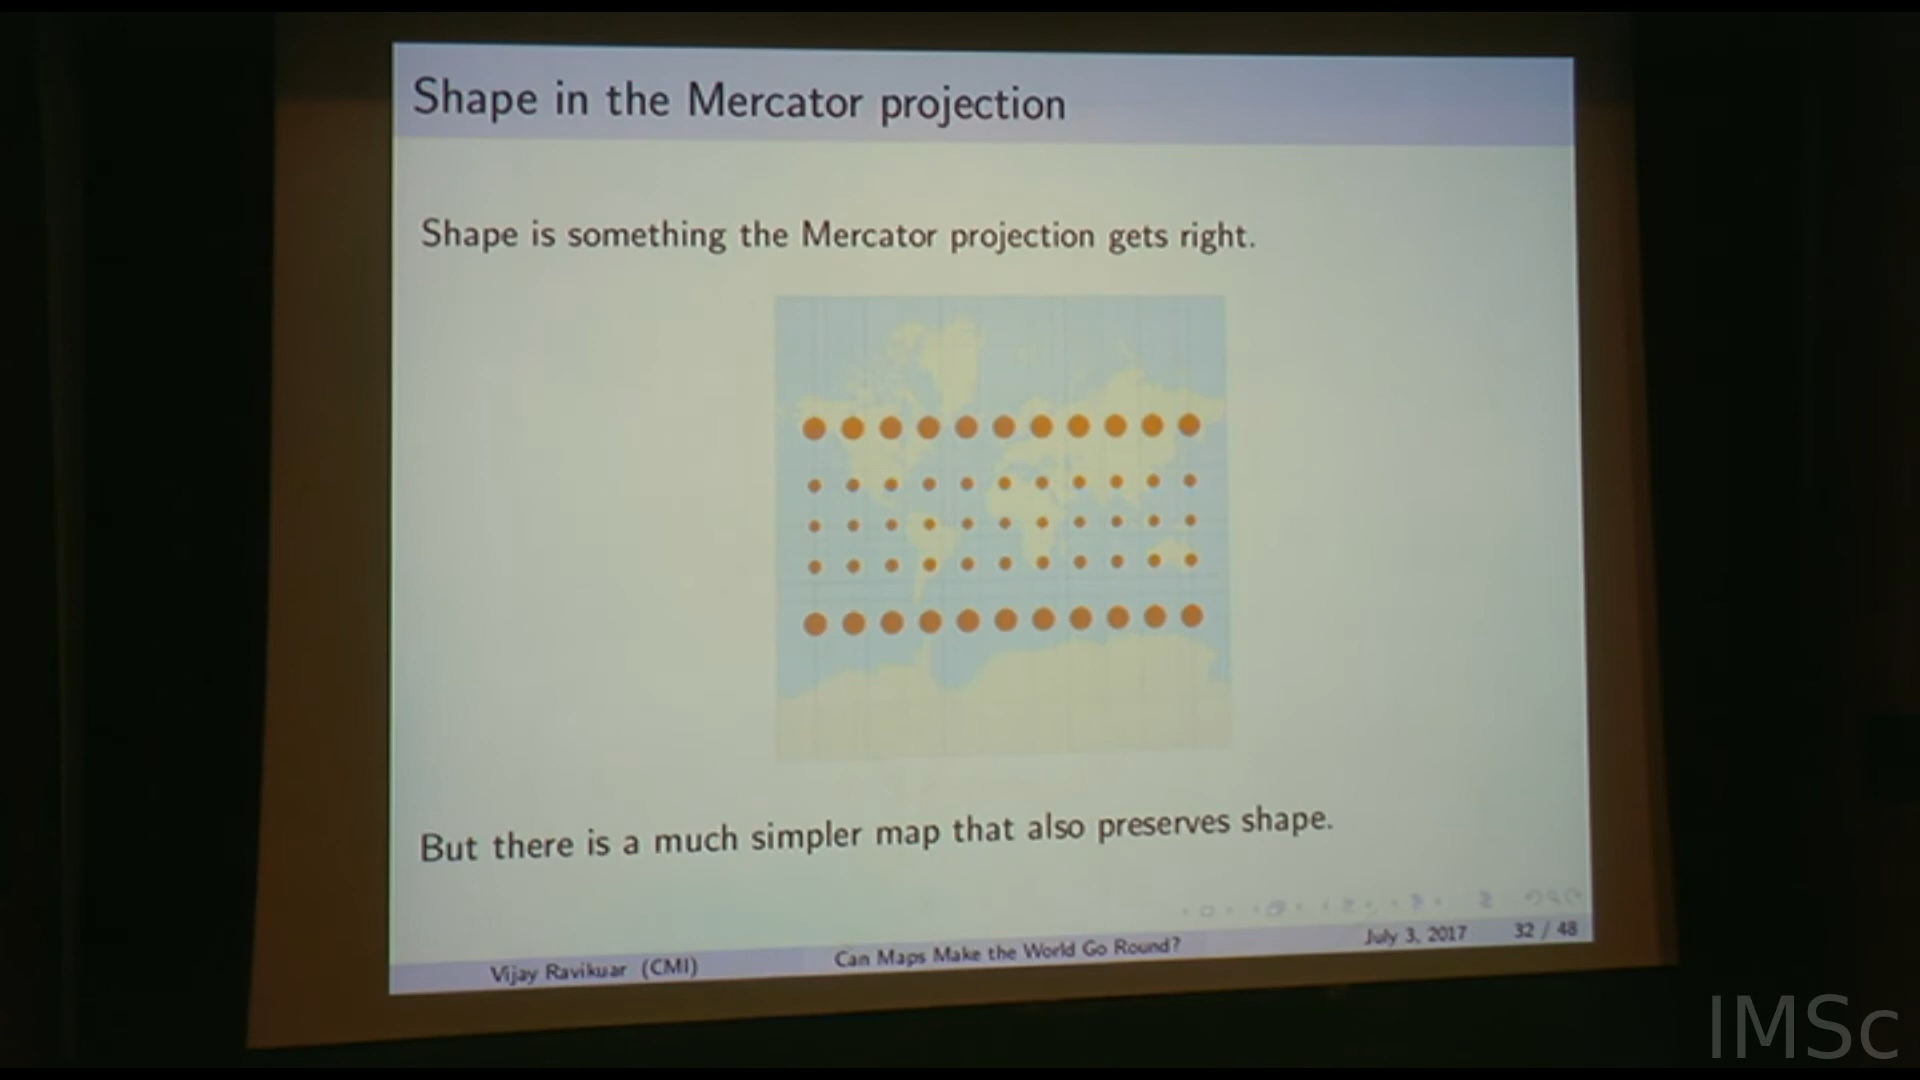 Shape in the Mercator projection
Shape is something the Mercator projection gets right.
But there is a much simpler map that also preserves shape.
Vijay Ravikuar (CMI) Can Maps Make the World Go Round? July 3, 2017 32 / 48
IMSc